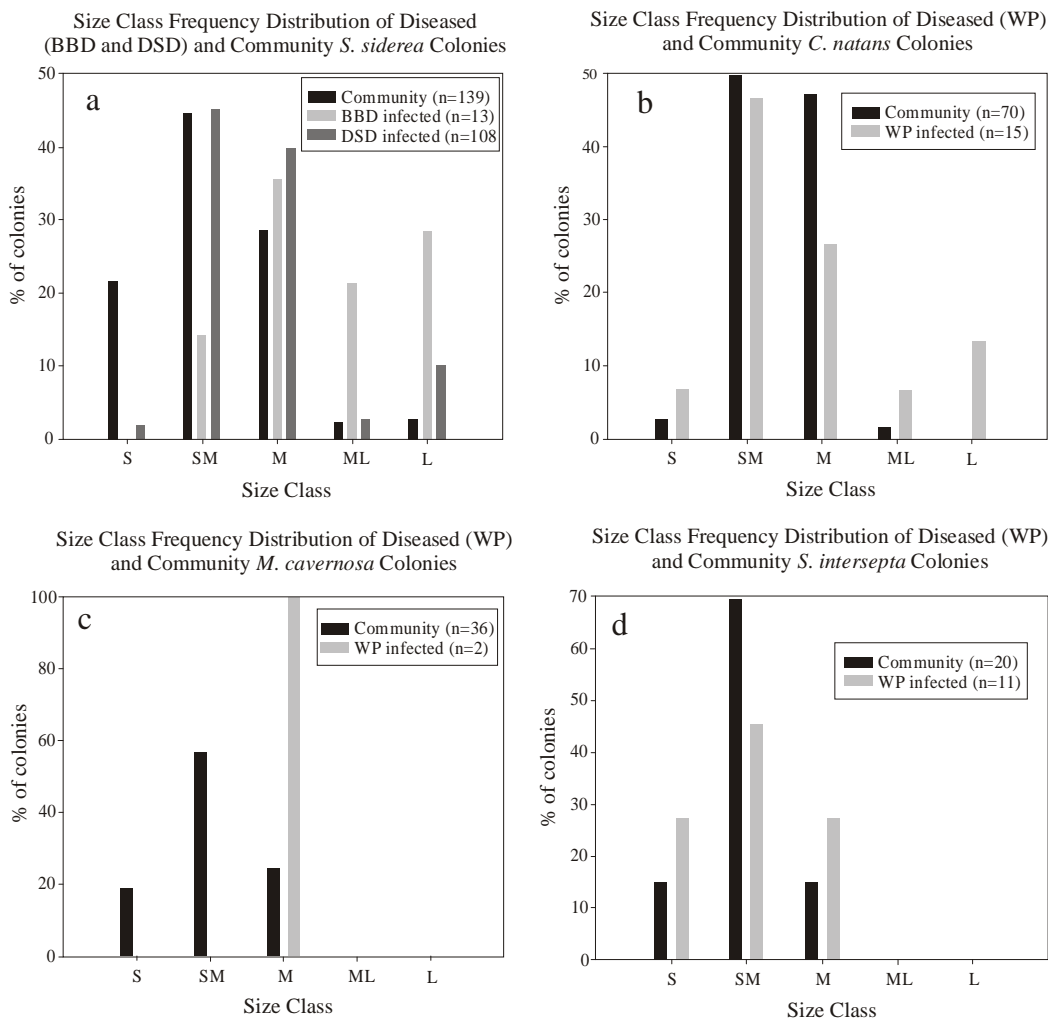 Size Class Frequency Distribution of Diseased
(BBD and DSD) and Community S. siderea Colonies
50
40
30
20
10
0
% of colonies
a
Community (n=139)
BBD infected (n=13)
DSD infected (n=108
S SM M ML L
Size Class
Size Class Frequency Distribution of Diseased (WP)
and Community C. natans Colonies
50
40
30
20
10
0
% of colonies
b
Community (n=70)
WP infected (n=15)
S SM M ML L
Size Class
Size Class Frequency Distribution of Diseased (WP)
and Community M. cavernosa Colonies
100
80
60
40
20
0
% of colonies
c
Community (n=36)
WP infected (n=2)
S SM M ML L
Size Class
Size Class Frequency Distribution of Diseased (WP)
and Community S. intersepta Colonies
70
60
50
40
30
20
10
0
% of colonies
d
Community (n=20)
WP infected (n=11)
S SM M ML L
Size Class